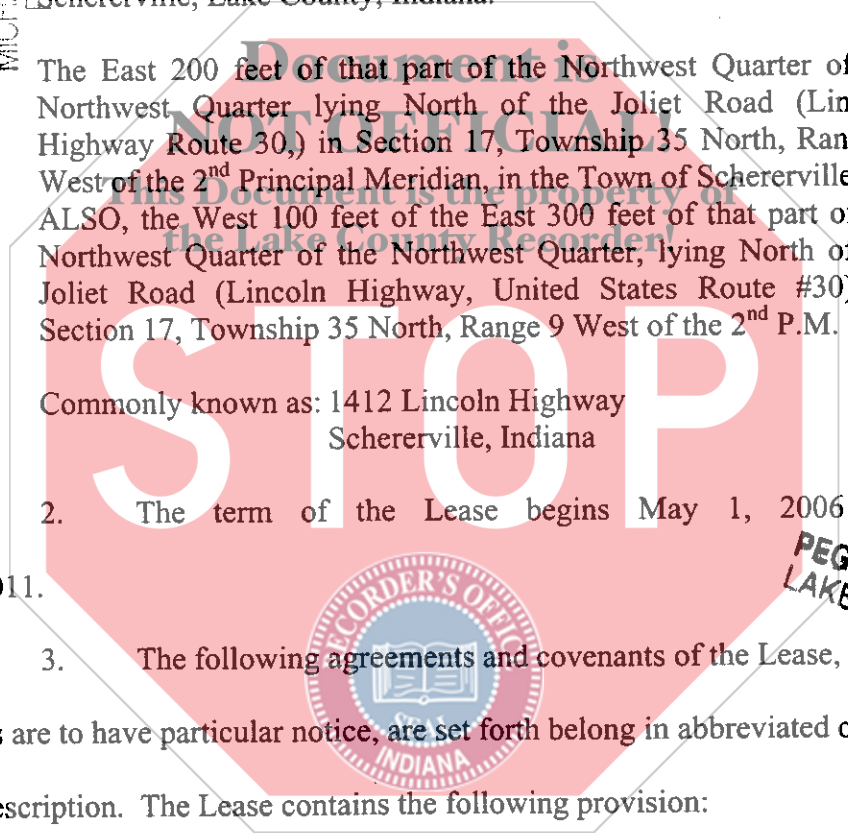 Schererville, Lake County, Indiana.
The East 200 feet of that part of the Northwest Quarter of
Northwest Quarter lying North of the Joliet Road (Lin
Highway Route 30,) in Section 17, Township 35 North, Ran
West of the 2nd Principal Meridian, in the Town of Schererville
ALSO, the West 100 feet of the East 300 feet of that part of
Northwest Quarter of the Northwest Quarter, lying North of
Joliet Road (Lincoln Highway, United States Route #30)
Section 17, Township 35 North, Range 9 West of the 2nd P.M.
Document is
NOT OFFICIAL!
This Document is the property of
the Lake County Recorder!
STOP
Commonly known as: 1412 Lincoln Highway
Schererville, Indiana
2. The term of the Lease begins May 1, 2006
PEG
LAKE
011.
RECORDER'S OFFICE
SEAL
INDIANA
3. The following agreements and covenants of the Lease,
s are to have particular notice, are set forth belong in abbreviated o
escription. The Lease contains the following provision: